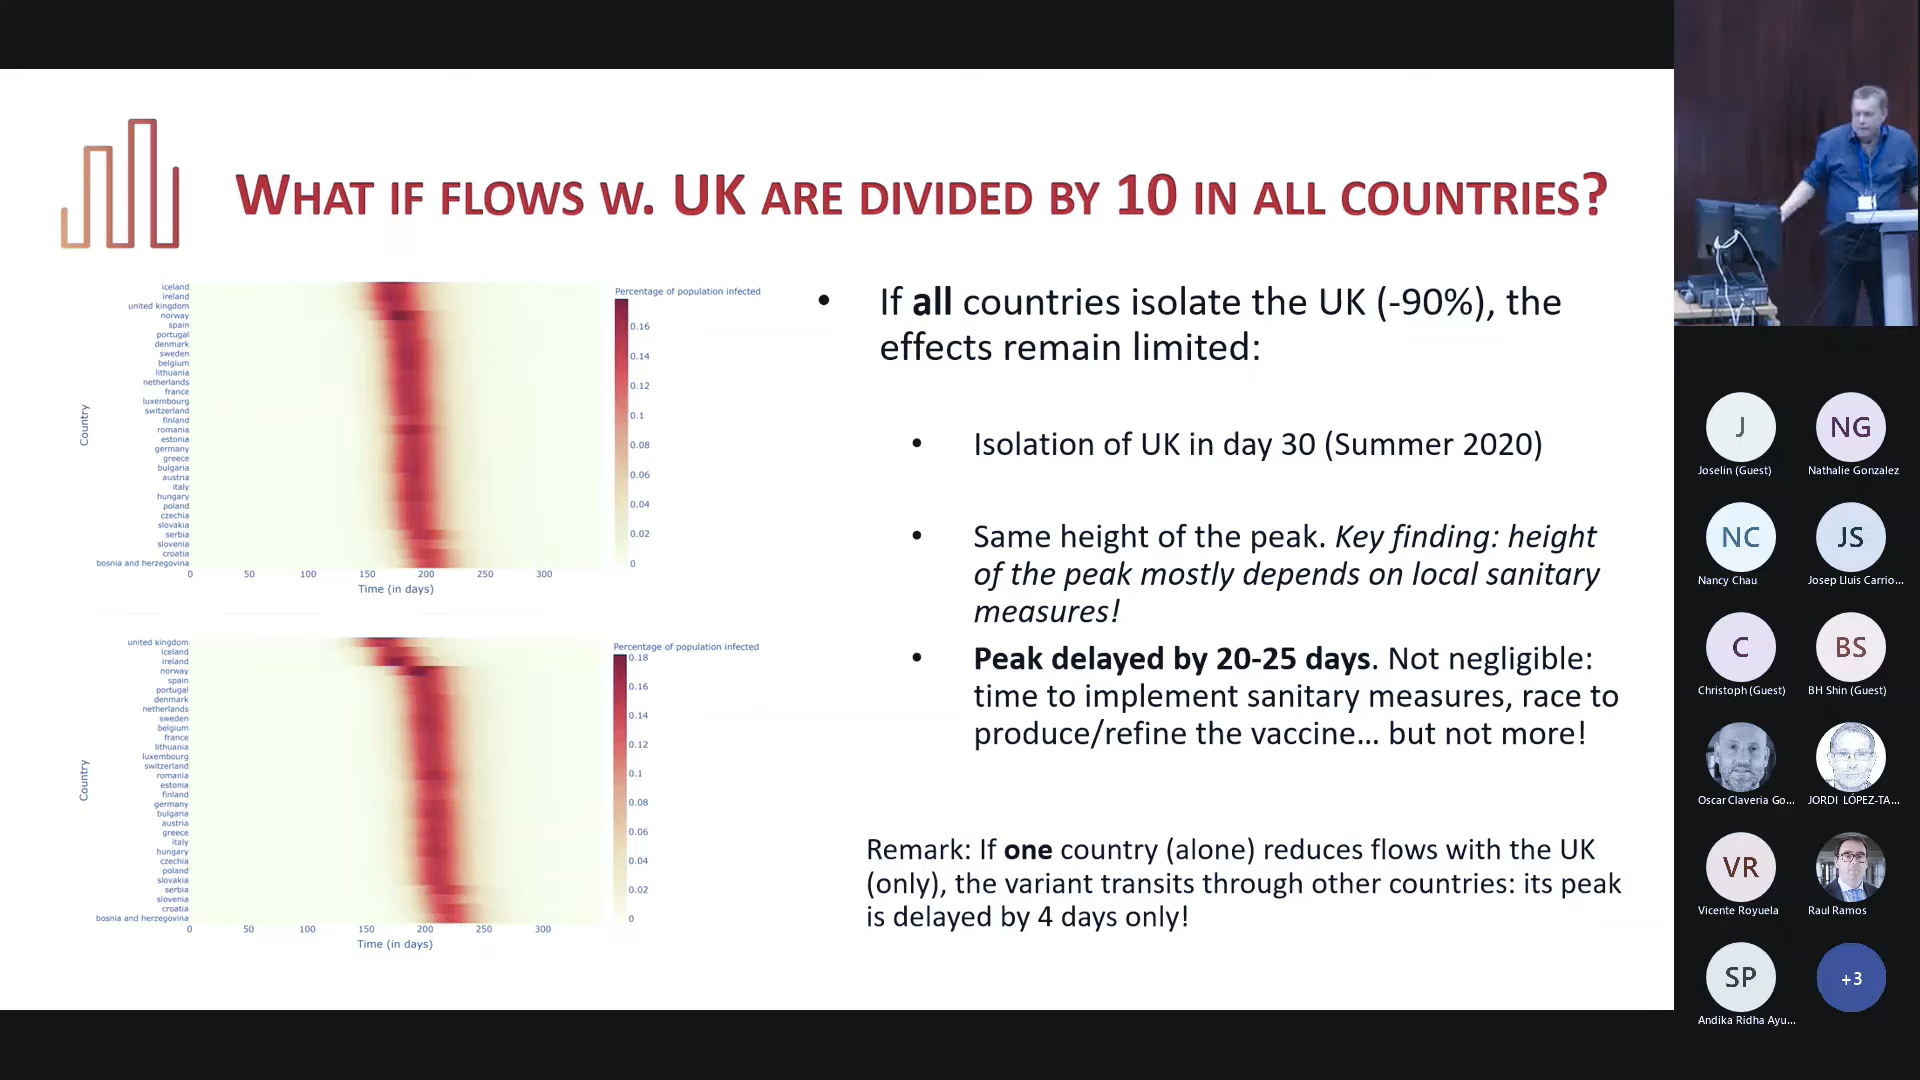 WHAT IF FLOWS W. UK ARE DIVIDED BY 10 IN ALL COUNTRIES?
Percentage of population infected
iceland
ireland
united kingdom
norway
spain
portugal
denmark
sweden
belgium
lithuania
netherlands
france
luxembourg
switzerland
finland
romania
estonia
germany
greece
bulgaria
austria
italy
hungary
poland
czechia
slovakia
serbia
slovenia
croatia
bosnia and herzegovina
Country
0 50 100 150 200 250 300
Time (in days)
0.16
0.14
0.12
0.1
0.08
0.06
0.04
0.02
0
Percentage of population infected
united kingdom
iceland
ireland
norway
spain
portugal
denmark
netherlands
sweden
belgium
france
lithuania
luxembourg
switzerland
romania
estonia
finland
germany
bulgaria
austria
greece
italy
hungary
czechia
poland
slovakia
serbia
slovenia
croatia
bosnia and herzegovina
Country
0 50 100 150 200 250 300
Time (in days)
0.18
0.16
0.14
0.12
0.1
0.08
0.06
0.04
0.02
0
• If all countries isolate the UK (-90%), the
effects remain limited:
• Isolation of UK in day 30 (Summer 2020)
• Same height of the peak. Key finding: height
of the peak mostly depends on local sanitary
measures!
• Peak delayed by 20-25 days. Not negligible:
time to implement sanitary measures, race to
produce/refine the vaccine... but not more!
Remark: If one country (alone) reduces flows with the UK
(only), the variant transits through other countries: its peak
is delayed by 4 days only!
J NG
Joselin (Guest) Nathalie Gonzalez
NC JS
Nancy Chau Josep Lluis Carrio...
C BS
Christoph (Guest) BH Shin (Guest)
Oscar Claveria Go... JORDI LÓPEZ-TA...
VR
Vicente Royuela Raul Ramos
SP +3
Andika Ridha Ayu...